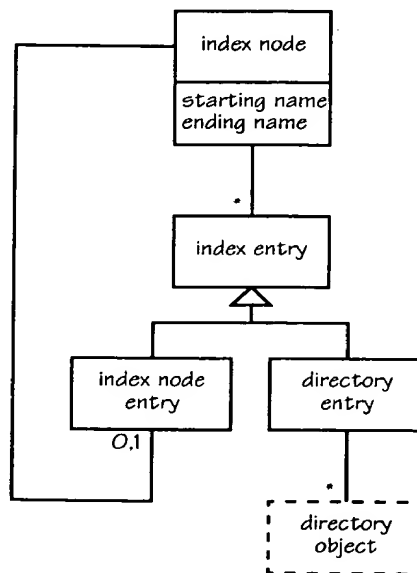 index node
starting name
ending name
*
index entry
index node
entry
directory
entry
0,1
*
directory
object